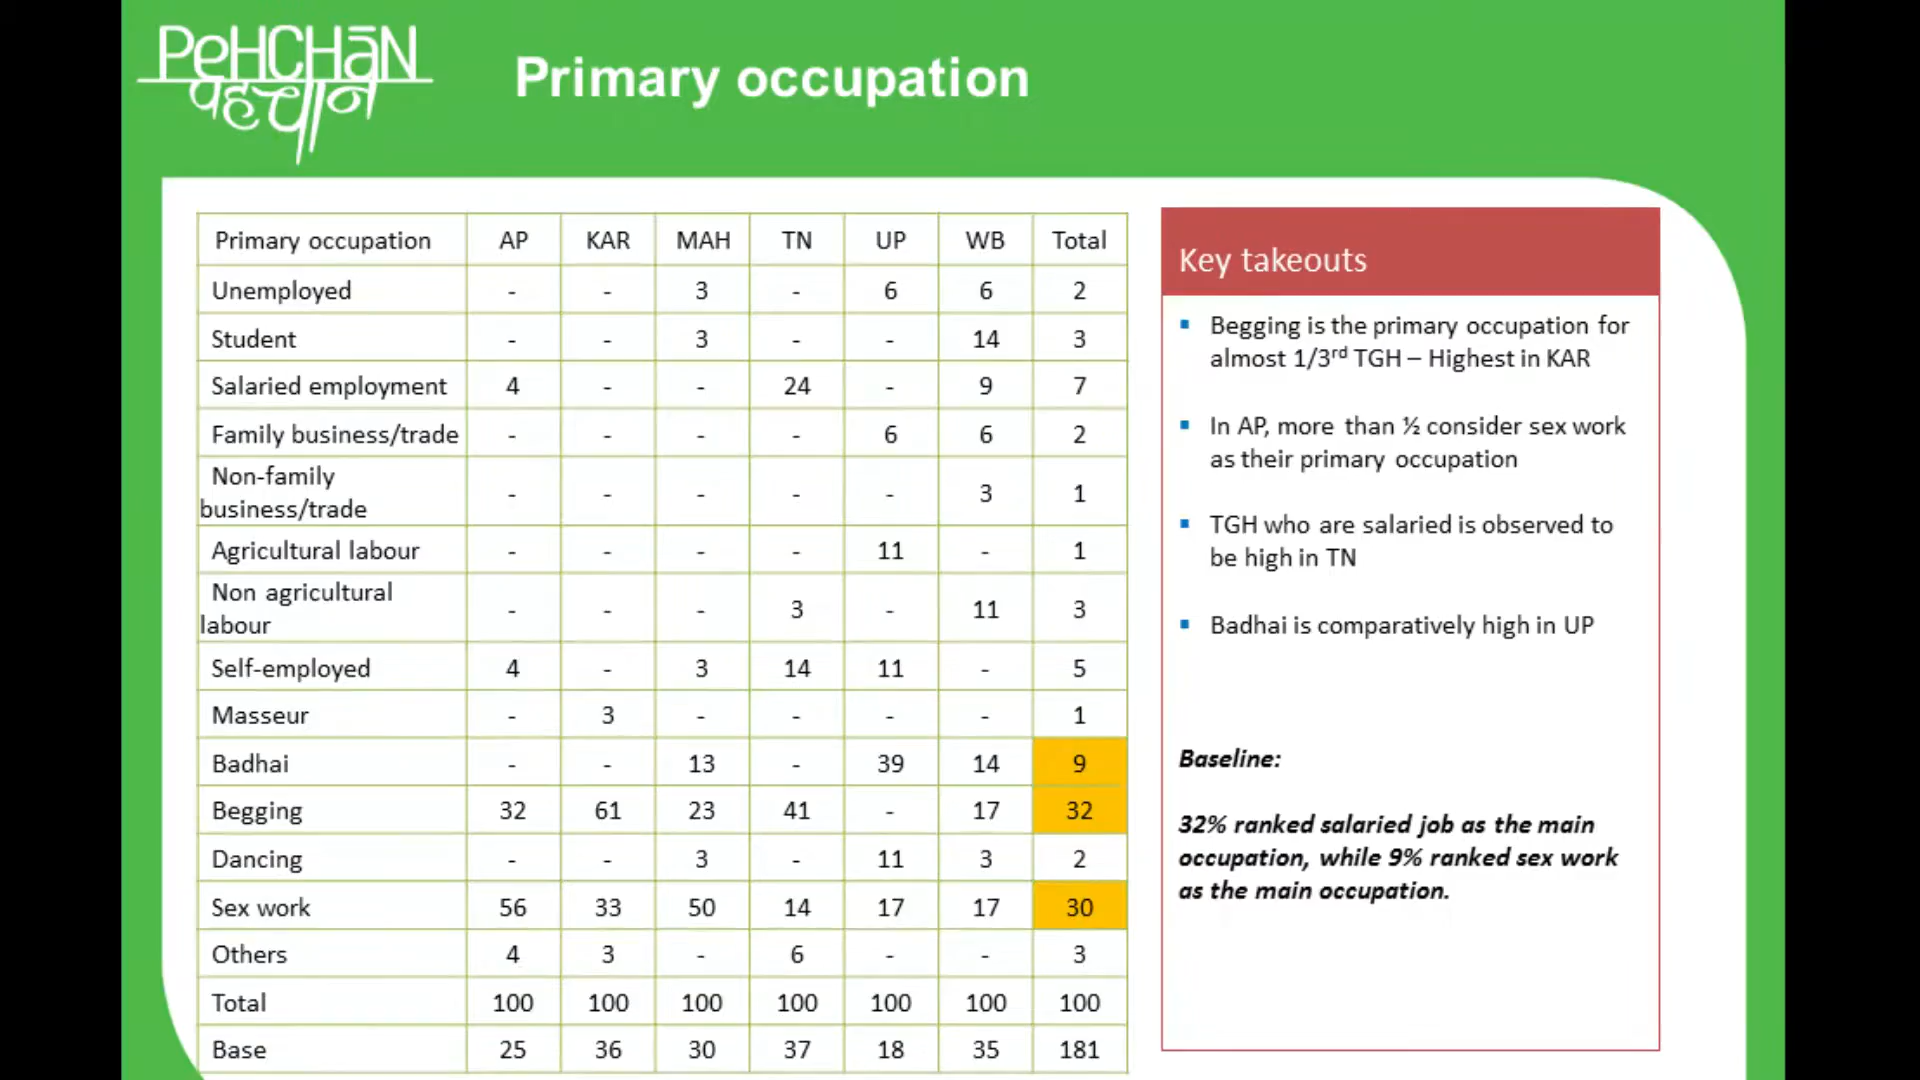 PeHCHāN
पहचान
Primary occupation
Primary occupation AP KAR MAH TN UP WB Total
Unemployed - - 3 - 6 6 2
Student - - 3 - - 14 3
Salaried employment 4 - - 24 - 9 7
Family business/trade - - - - 6 6 2
Non-family
business/trade - - - - - 3 1
Agricultural labour - - - - 11 - 1
Non agricultural
labour - - - 3 - 11 3
Self-employed 4 - 3 14 11 - 5
Masseur - 3 - - - - 1
Badhai - - 13 - 39 14 9
Begging 32 61 23 41 - 17 32
Dancing - - 3 - 11 3 2
Sex work 56 33 50 14 17 17 30
Others 4 3 - 6 - - 3
Total 100 100 100 100 100 100 100
Base 25 36 30 37 18 35 181
Key takeouts
▪ Begging is the primary occupation for
almost 1/3rd TGH – Highest in KAR
▪ In AP, more than ½ consider sex work
as their primary occupation
▪ TGH who are salaried is observed to
be high in TN
▪ Badhai is comparatively high in UP
Baseline:
32% ranked salaried job as the main
occupation, while 9% ranked sex work
as the main occupation.